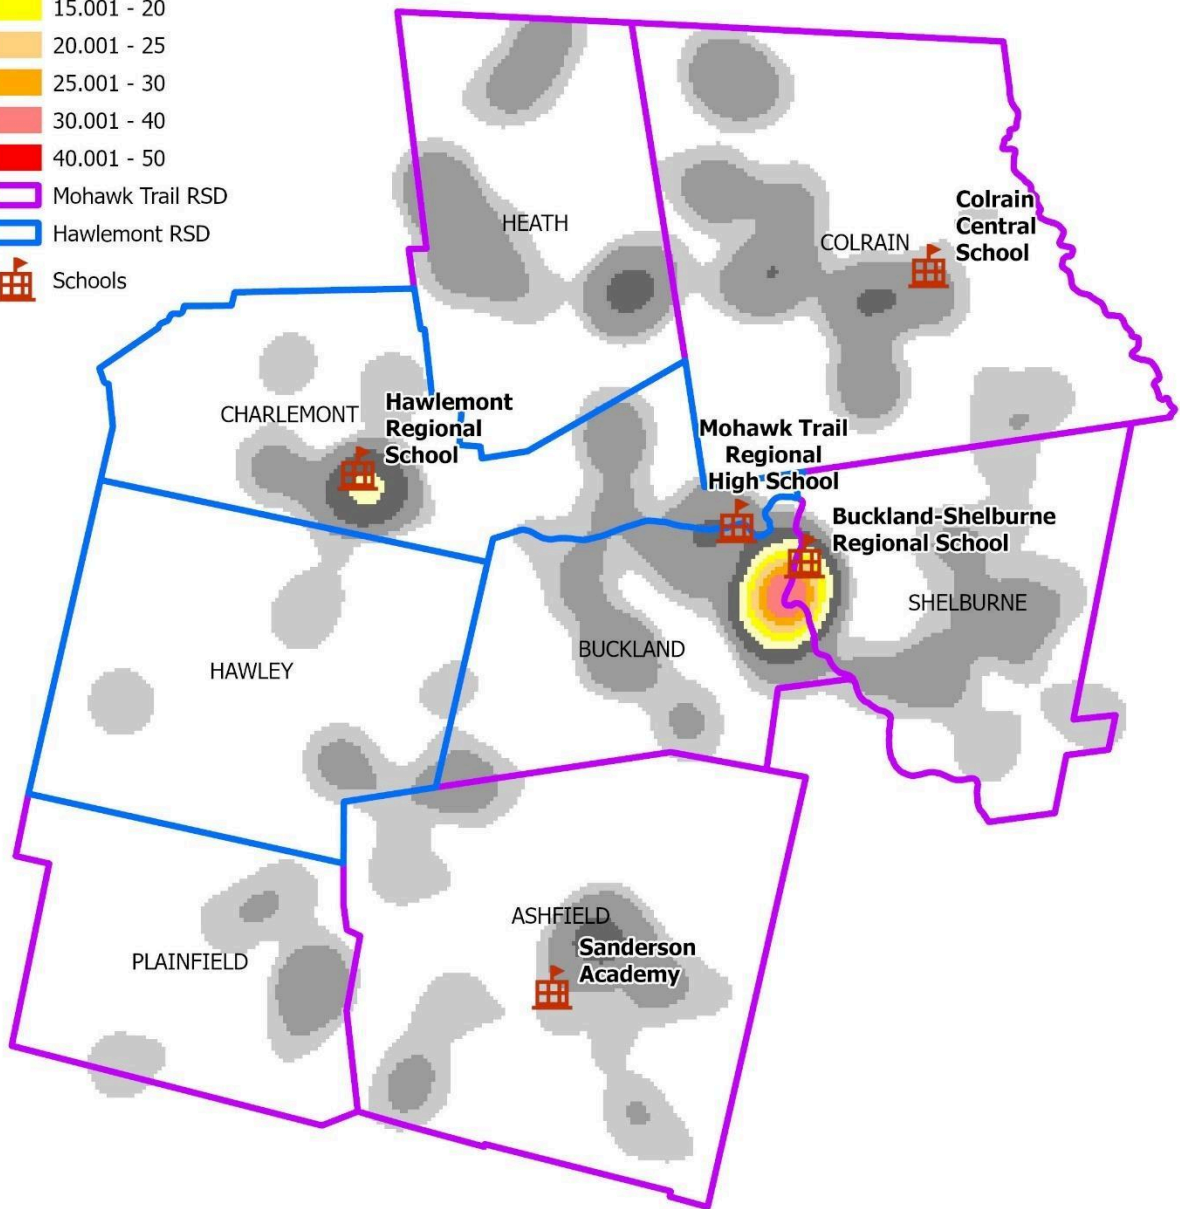 15.001 - 20
20.001 - 25
25.001 - 30
30.001 - 40
40.001 - 50
Mohawk Trail RSD
Hawlemont RSD
Schools
HEATH
COLRAIN
Colrain
Central
School
CHARLEMONT
Hawlemont
Regional
School
Mohawk Trail
Regional
High School
Buckland-Shelburne
Regional School
SHELBURNE
BUCKLAND
HAWLEY
ASHFIELD
Sanderson
Academy
PLAINFIELD